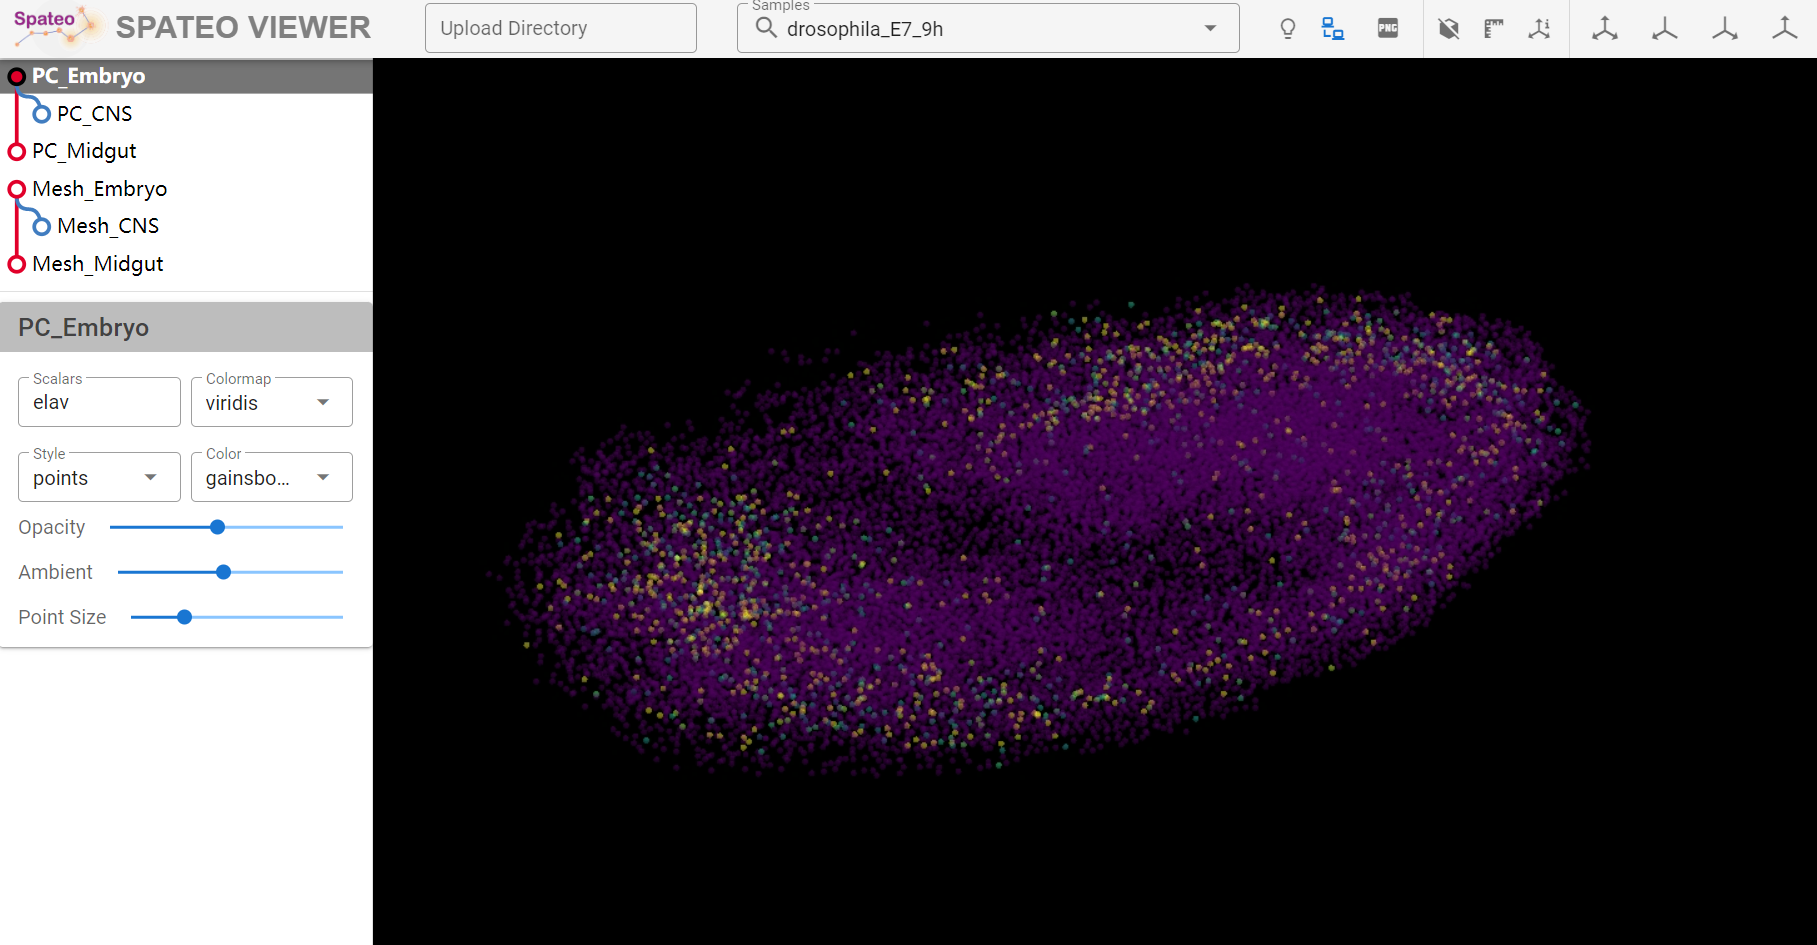 Spateo
SPATEO VIEWER
Upload Directory
Samples
drosophila_E7_9h
PNG
PC_Embryo
PC_CNS
PC_Midgut
Mesh_Embryo
Mesh_CNS
Mesh_Midgut
PC_Embryo
Scalars
elav
Colormap
viridis
Style
points
Color
gainsbo...
Opacity
Ambient
Point Size